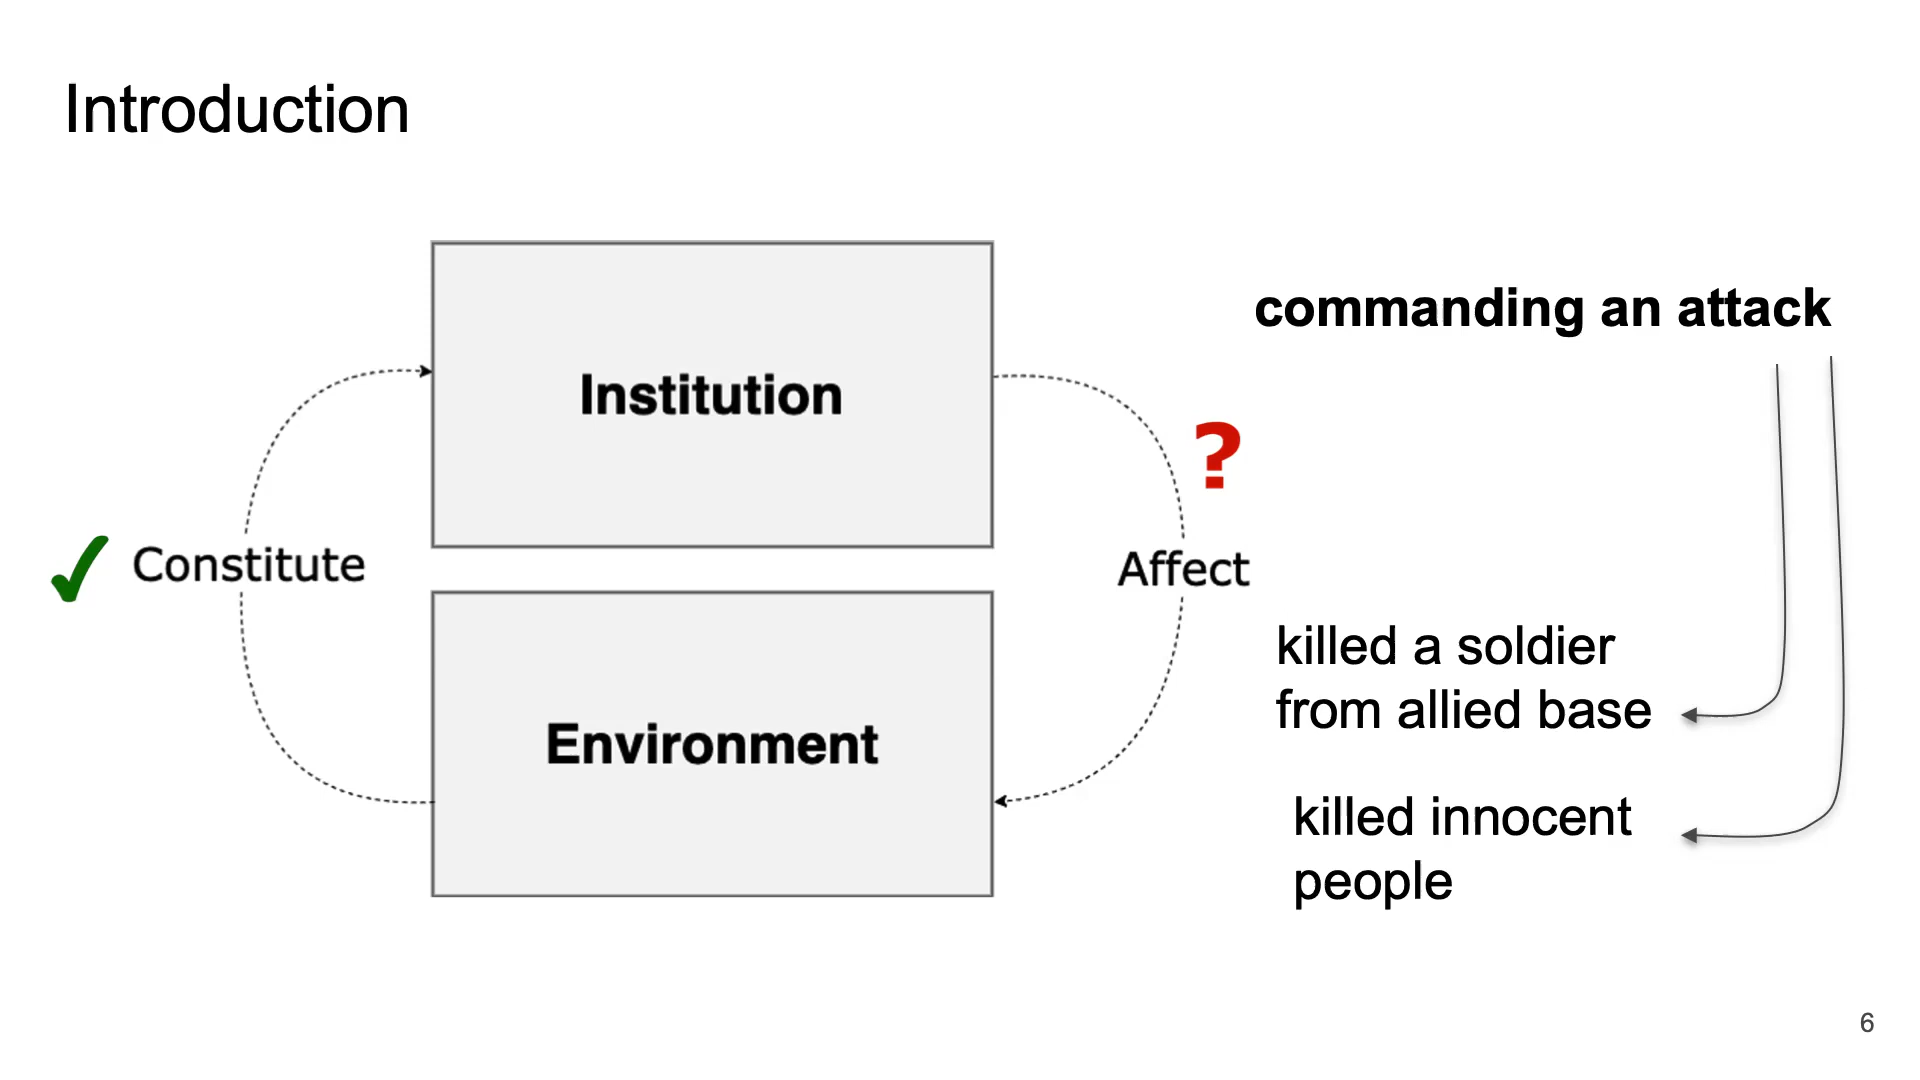 Introduction
Institution
commanding an attack
?
Constitute
Affect
Environment
killed a soldier
from allied base
killed innocent
people
6